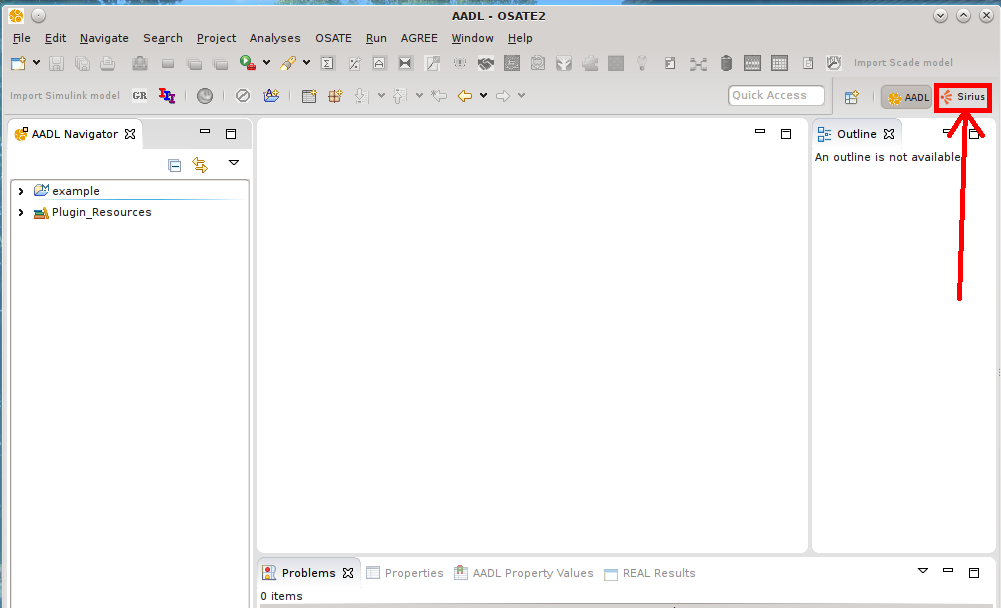 AADL - OSATE2
File Edit Navigate Search Project Analyses OSATE Run AGREE Window Help
Import Scade model
Import Simulink model GR Quick Access AADL Sirius
AADL Navigator
Outline
An outline is not available.
example
Plugin_Resources
Problems Properties AADL Property Values REAL Results
0 items